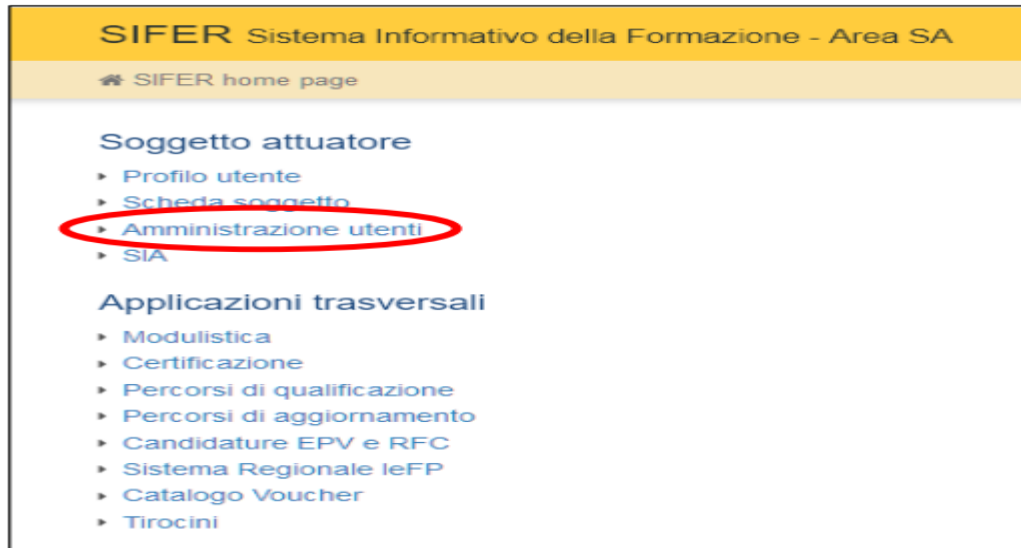 SIFER Sistema Informativo della Formazione - Area SA
SIFER home page
Soggetto attuatore
Profilo utente
Scheda soggetto
Amministrazione utenti
SIA
Applicazioni trasversali
Modulistica
Certificazione
Percorsi di qualificazione
Percorsi di aggiornamento
Candidature EPV e RFC
Sistema Regionale IeFP
Catalogo Voucher
Tirocini